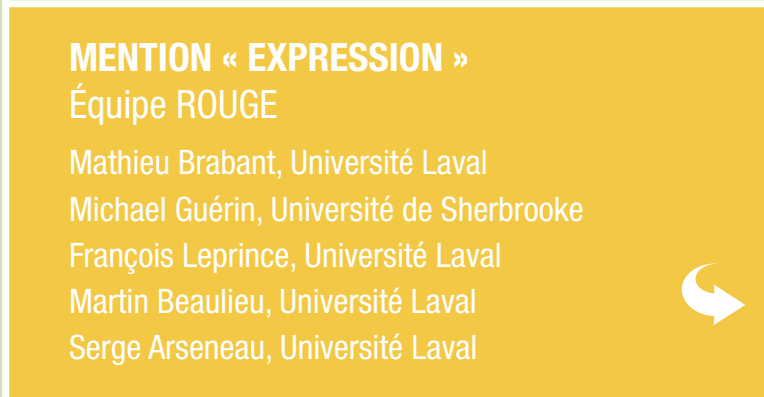 MENTION « EXPRESSION »
Équipe ROUGE
Mathieu Brabant, Université Laval
Michael Guérin, Université de Sherbrooke
François Leprince, Université Laval
Martin Beaulieu, Université Laval
Serge Arseneau, Université Laval